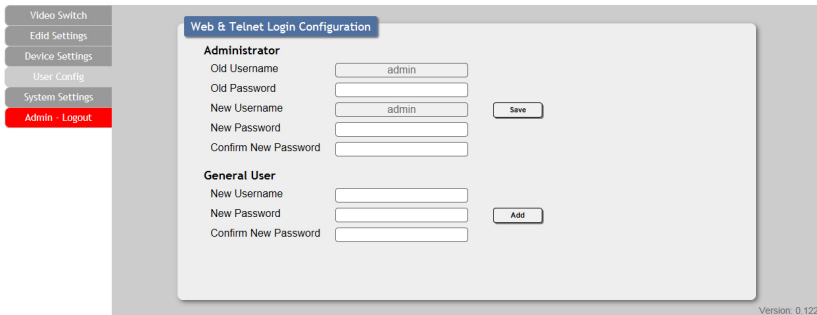 Video Switch
Edid Settings
Device Settings
User Config
System Settings
Admin - Logout
Web & Telnet Login Configuration
Administrator
Old Username admin
Old Password
New Username admin Save
New Password
Confirm New Password
General User
New Username
New Password Add
Confirm New Password
Version: 0.122